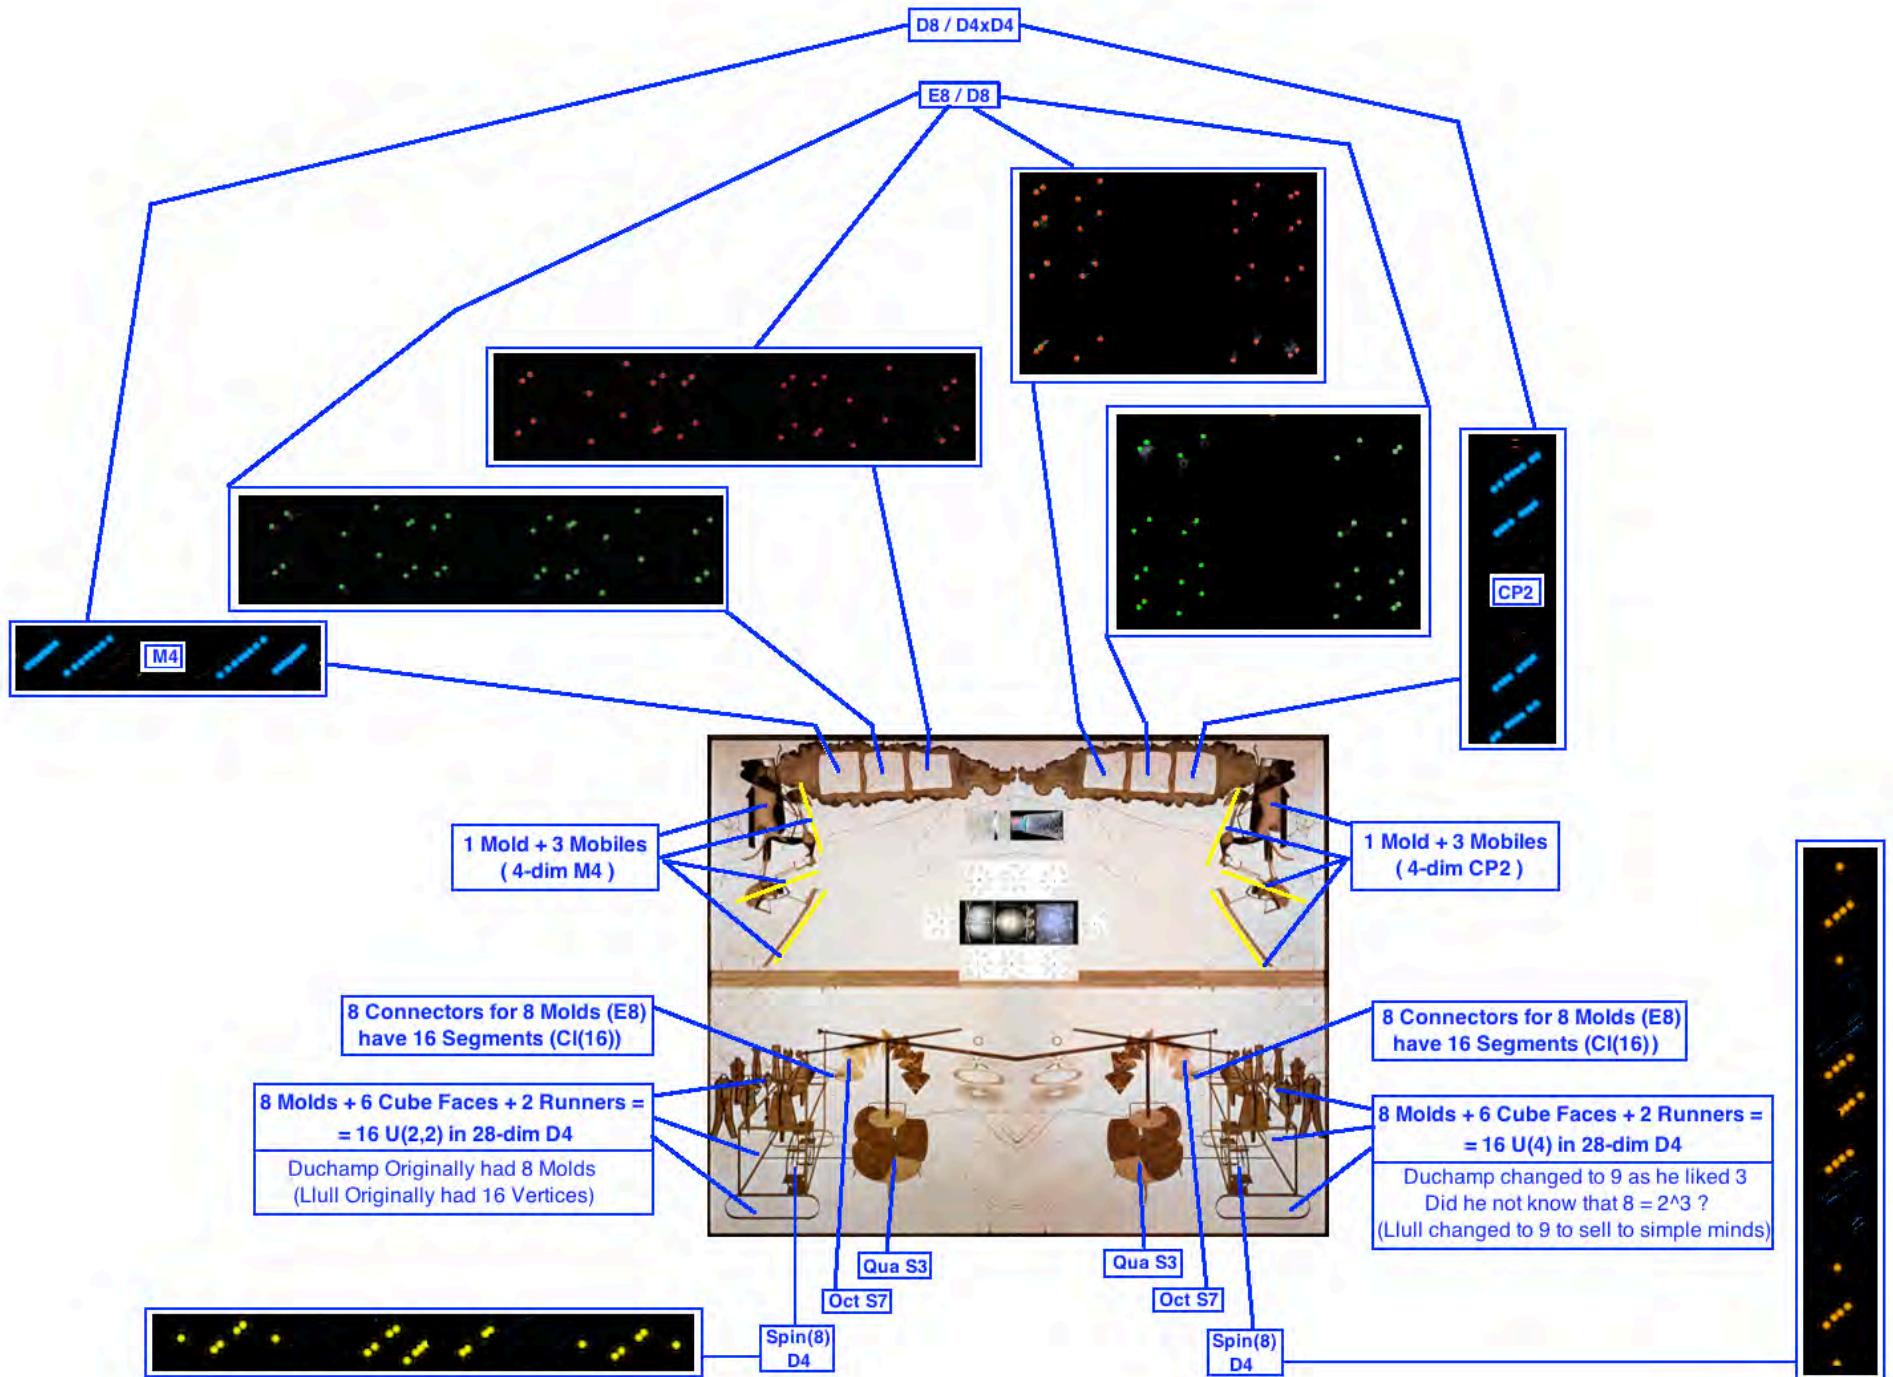 D8 / D4xD4
E8 / D8
CP2
M4
1 Mold + 3 Mobiles
( 4-dim M4 )
1 Mold + 3 Mobiles
( 4-dim CP2 )
8 Connectors for 8 Molds (E8)
have 16 Segments (Cl(16))
8 Connectors for 8 Molds (E8)
have 16 Segments (Cl(16))
8 Molds + 6 Cube Faces + 2 Runners =
= 16 U(2,2) in 28-dim D4
Duchamp Originally had 8 Molds
(Llull Originally had 16 Vertices)
8 Molds + 6 Cube Faces + 2 Runners =
= 16 U(4) in 28-dim D4
Duchamp changed to 9 as he liked 3
Did he not know that 8 = 2^3 ?
(Llull changed to 9 to sell to simple minds)
Qua S3
Qua S3
Oct S7
Oct S7
Spin(8)
D4
Spin(8)
D4